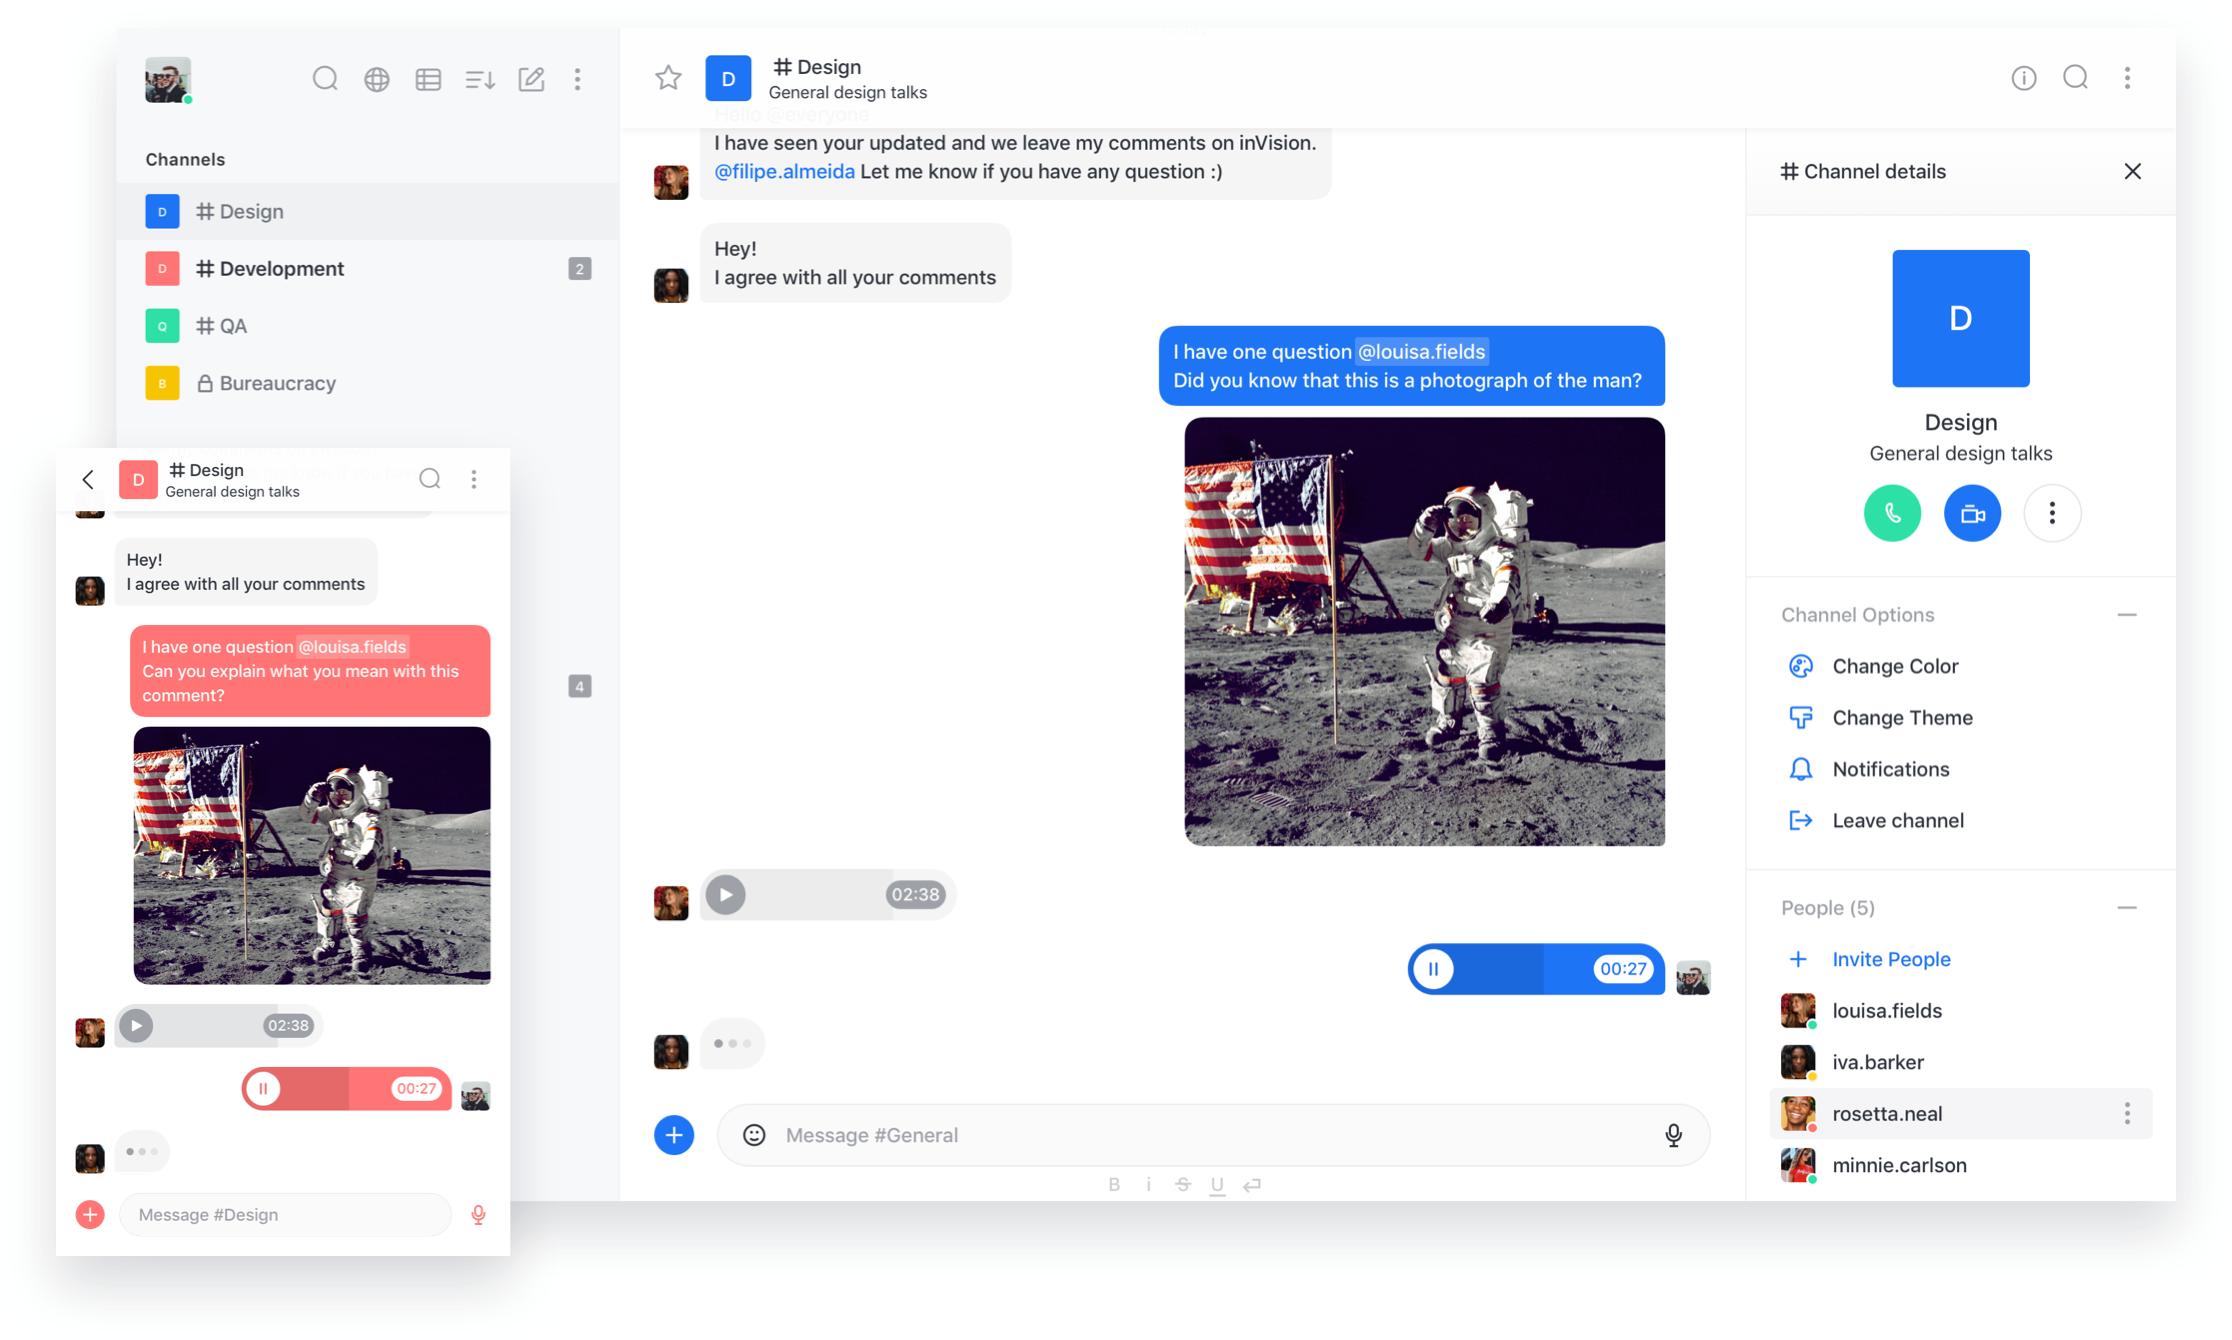 D
# Design
General design talks
Hello @everyone
I have seen your updated and we leave my comments on inVision.
@filipe.almeida Let me know if you have any question :)
Hey!
I agree with all your comments
I have one question @louisa.fields
Did you know that this is a photograph of the man?
02:38
00:27
Message #General
B i S U
Channels
D # Design
D # Development 2
Q # QA
B Bureaucracy
4
D
# Design
General design talks
Hey!
I agree with all your comments
I have one question @louisa.fields
Can you explain what you mean with this
comment?
02:38
00:27
Message #Design
# Channel details
D
Design
General design talks
Channel Options
Change Color
Change Theme
Notifications
Leave channel
People (5)
Invite People
louisa.fields
iva.barker
rosetta.neal
minnie.carlson